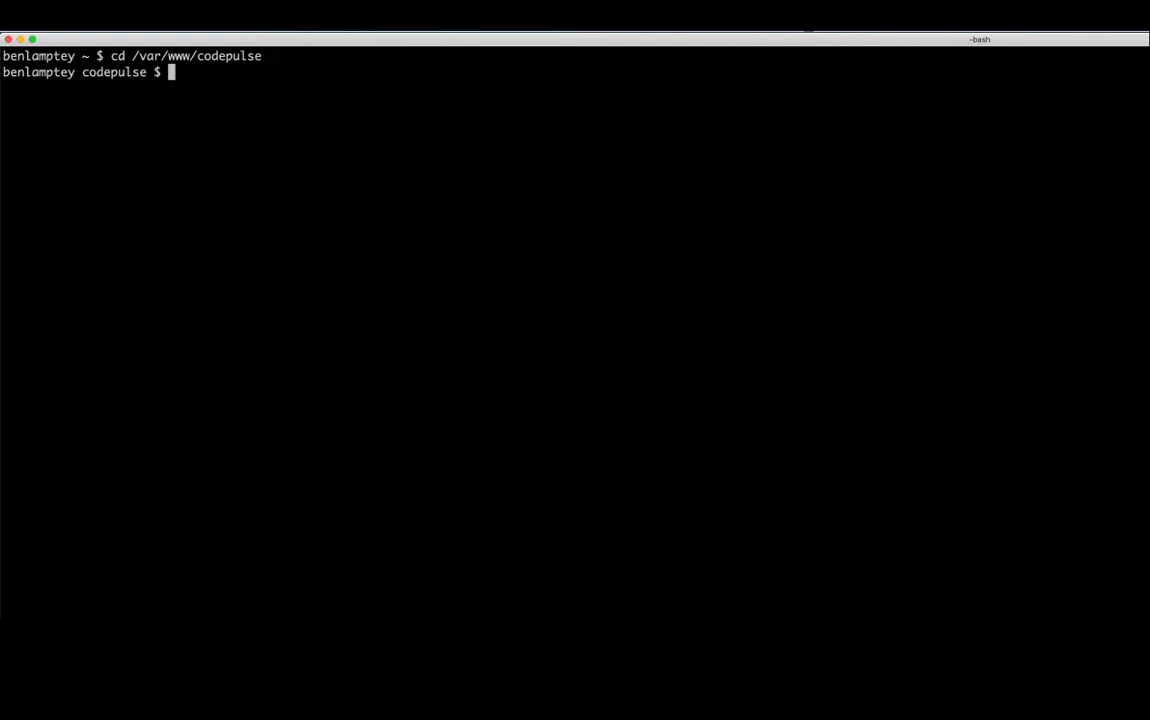 -bash
benlamptey ~ $ cd /var/www/codepulse
benlamptey codepulse $